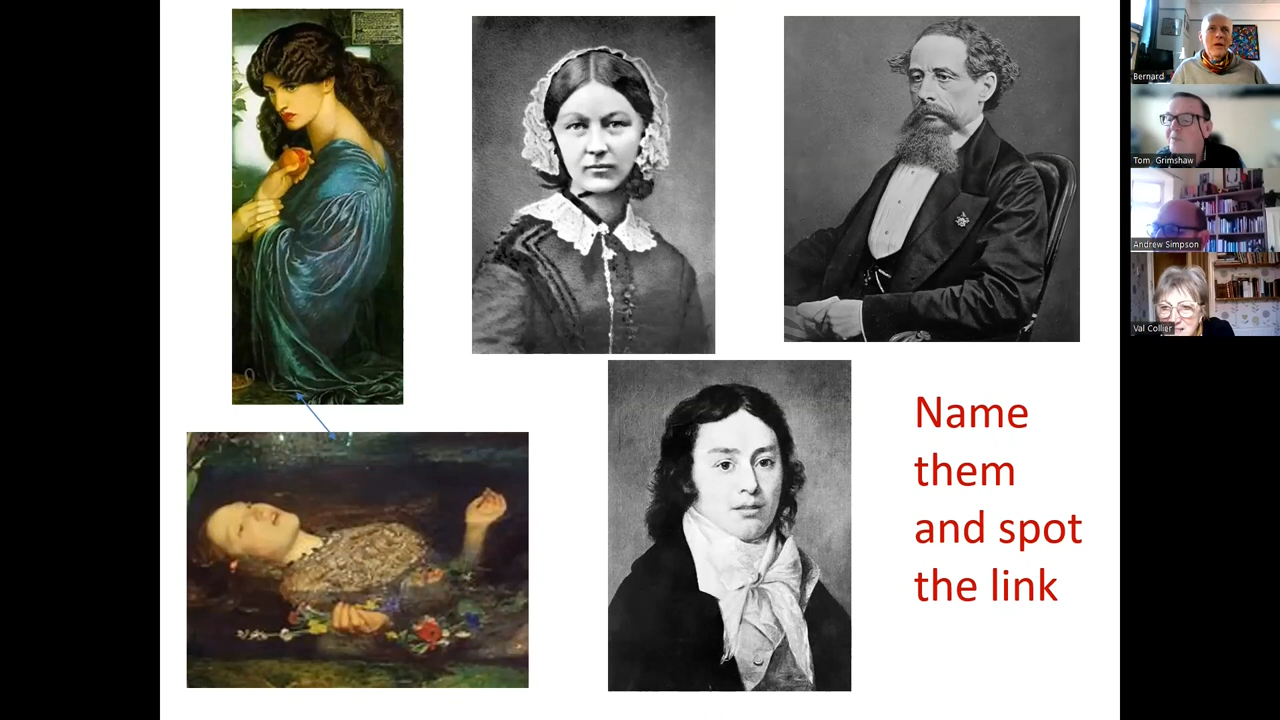 Name
them
and spot
the link
Bernard
Tom Grimshaw
Andrew Simpson
Val Collier